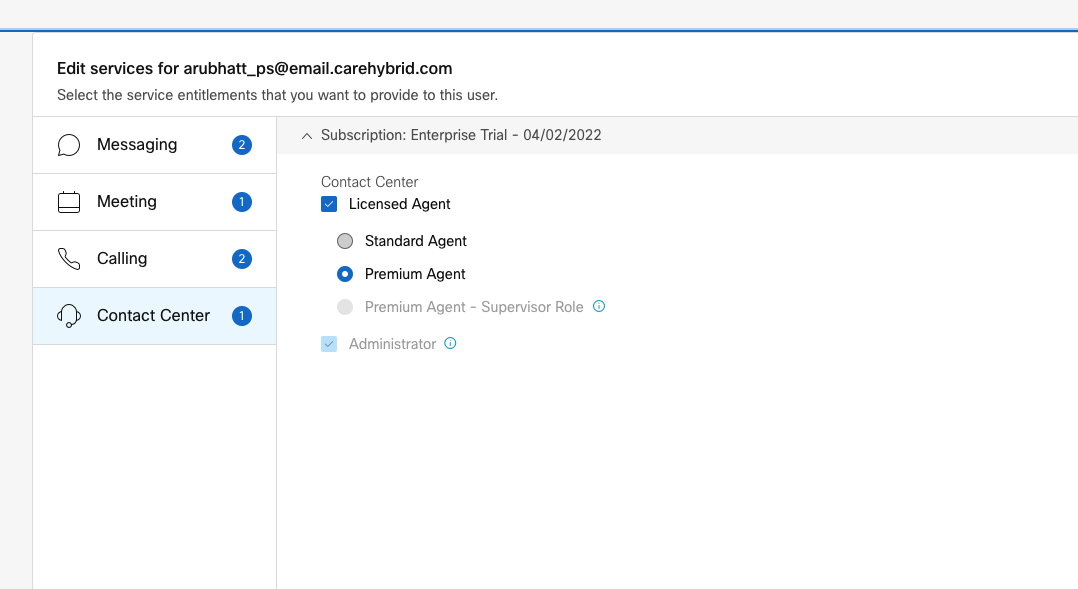 Edit services for arubhatt_ps@email.carehybrid.com
Select the service entitlements that you want to provide to this user.
Messaging 2
Meeting 1
Calling 2
Contact Center 1
Subscription: Enterprise Trial - 04/02/2022
Contact Center
Licensed Agent
Standard Agent
Premium Agent
Premium Agent - Supervisor Role
Administrator